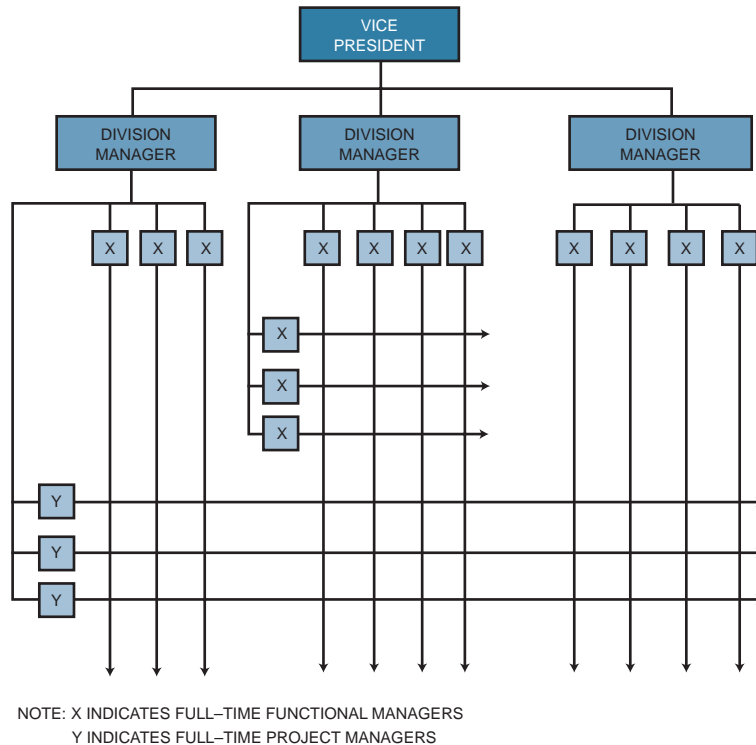 VICE
PRESIDENT
DIVISION
MANAGER
DIVISION
MANAGER
DIVISION
MANAGER
X X X X X X X X X X X
X
X
X
Y
Y
Y
NOTE: X INDICATES FULL–TIME FUNCTIONAL MANAGERS
Y INDICATES FULL–TIME PROJECT MANAGERS